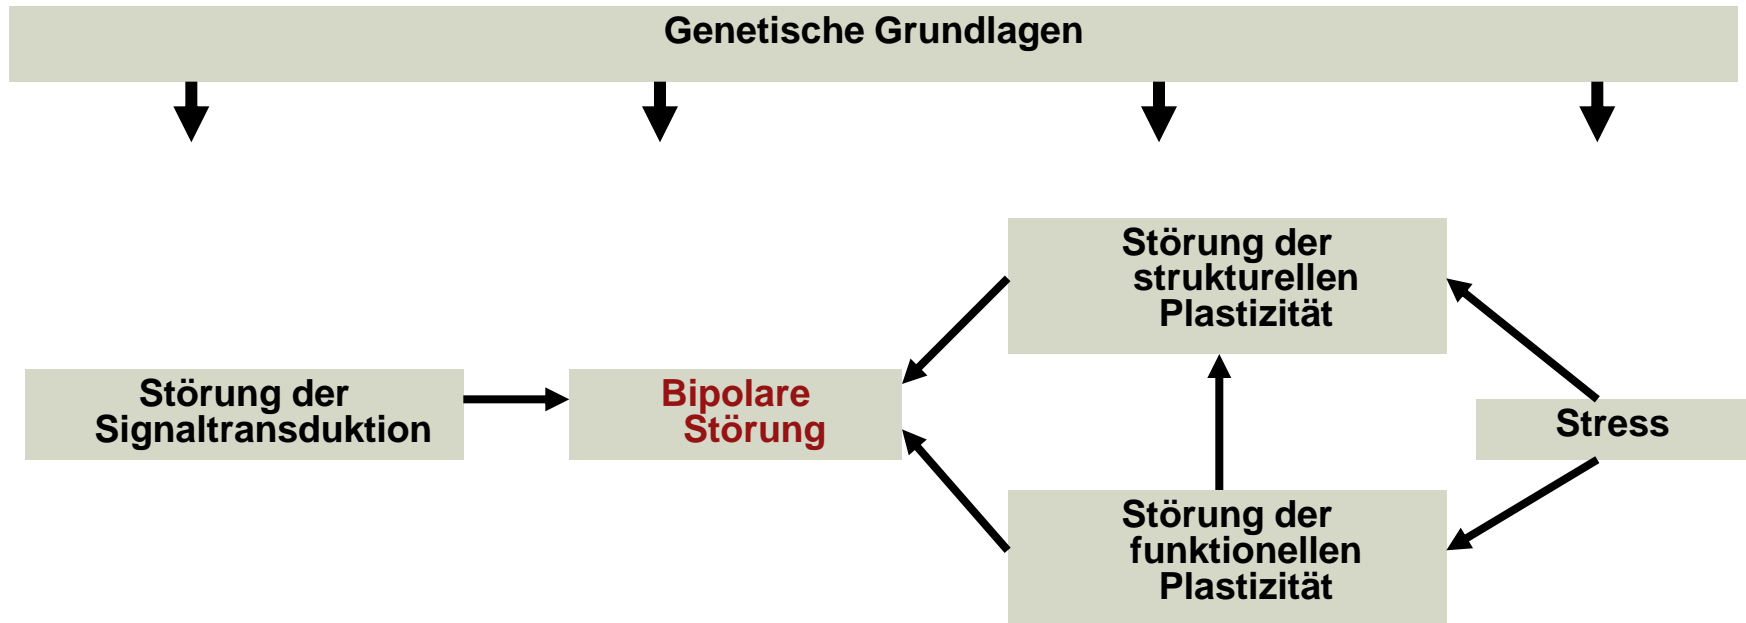 Genetische Grundlagen
Störung der
strukturellen
Plastizität
Störung der
Signaltransduktion
Bipolare
Störung
Stress
Störung der
funktionellen
Plastizität